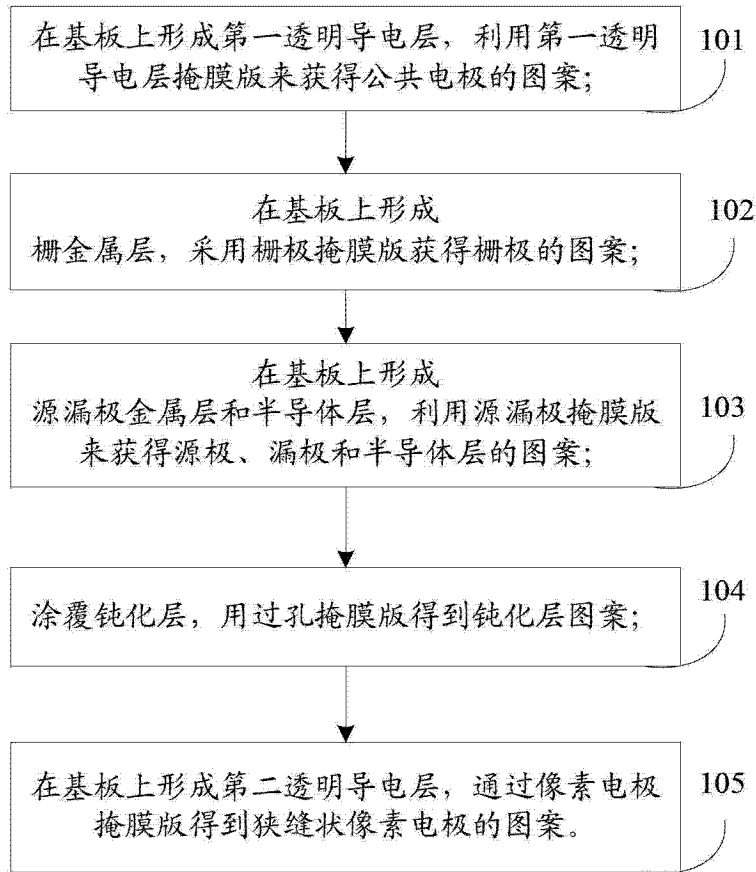 在基板上形成第一透明导电层，利用第一透明
导电层掩膜版来获得公共电极的图案；
101
在基板上形成
栅金属层，采用栅极掩膜版获得栅极的图案；
102
在基板上形成
源漏极金属层和半导体层，利用源漏极掩膜版
来获得源极、漏极和半导体层的图案；
103
涂覆钝化层，用过孔掩膜版得到钝化层图案；
104
在基板上形成第二透明导电层，通过像素电极
掩膜版得到狭缝状像素电极的图案。
105